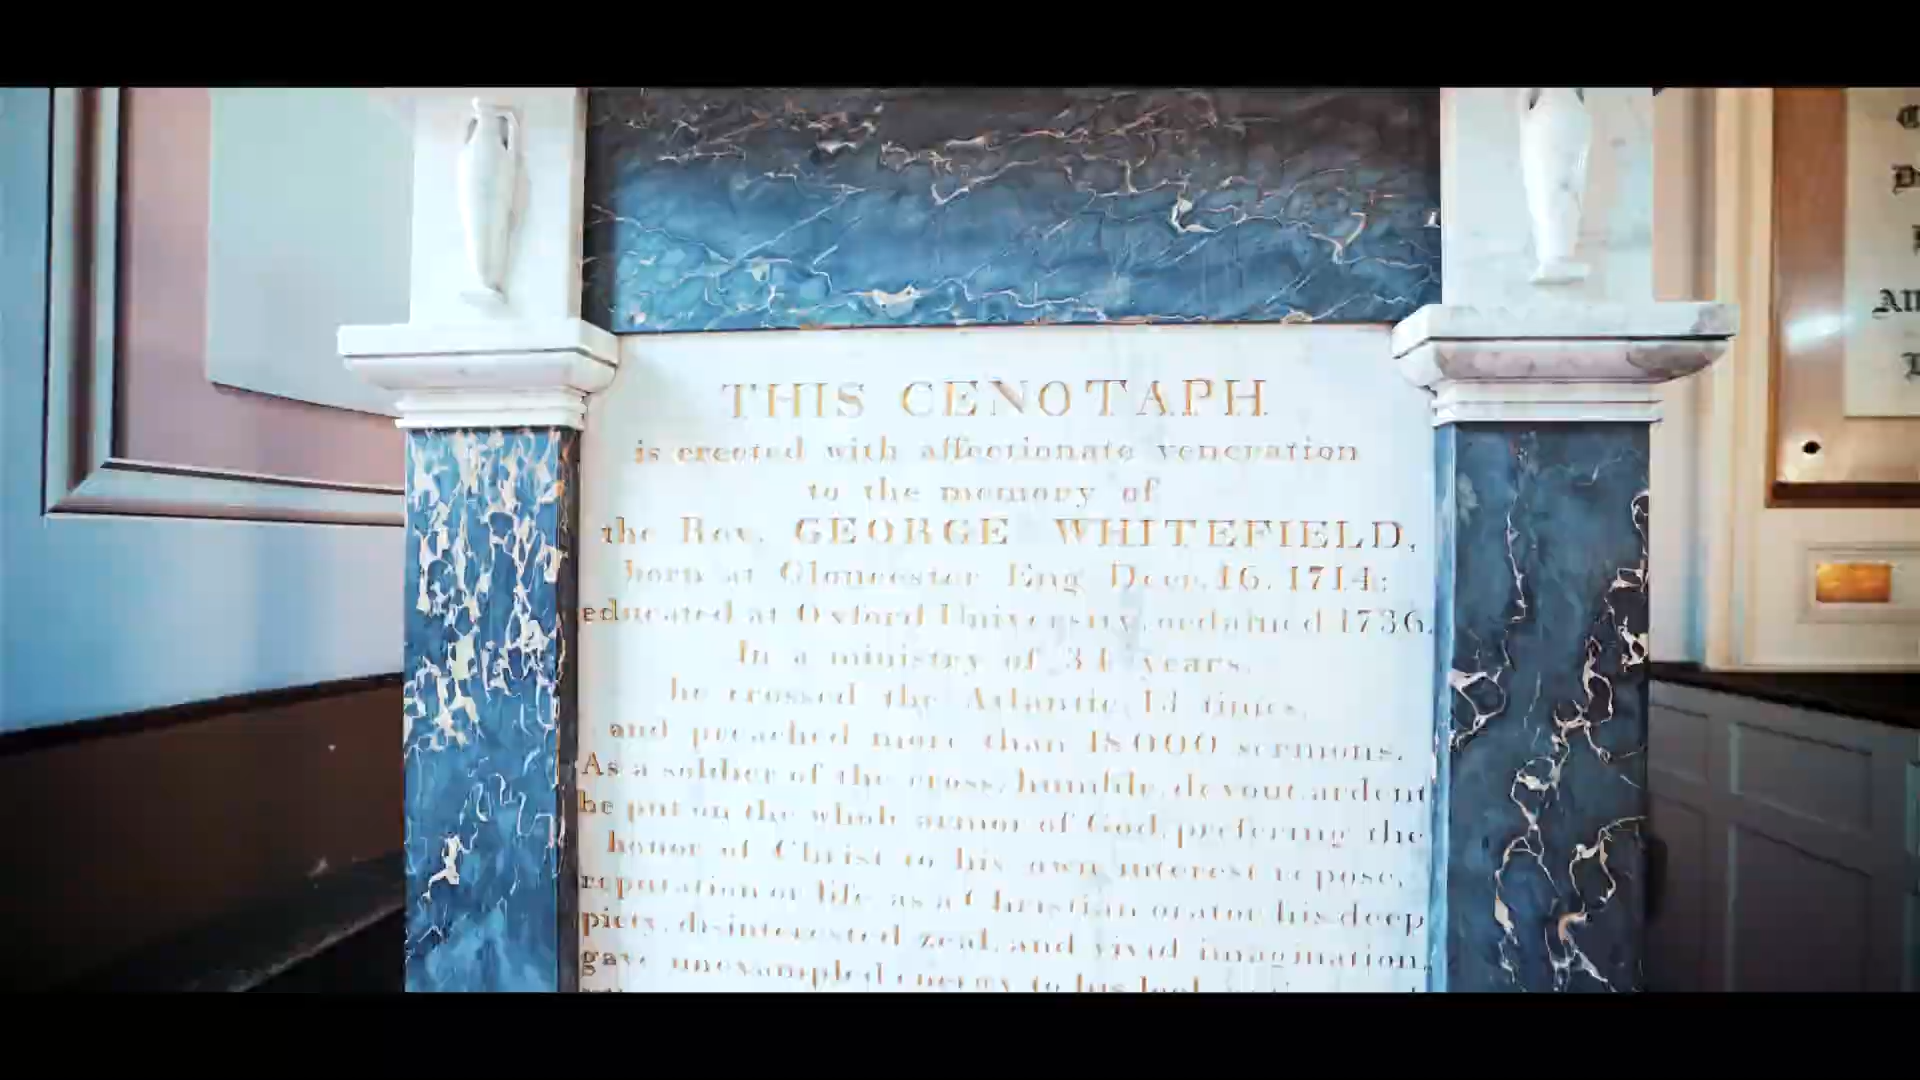 THIS CENOTAPH
is erected with affectionate veneration
to the memory of
the Rev. GEORGE WHITEFIELD,
born at Gloucester Eng Decr. 16. 1714;
educated at Oxford University, ordained 1736.
In a ministry of 34 years,
he crossed the Atlantic 13 times,
and preached more than 18000 sermons.
As a soldier of the cross, humble, devout, ardent
he put on the whole armor of God, prefering the
honor of Christ to his own interest repose,
reputation or life as a Christian orator his deep
piety, disinterested zeal, and vivid imagination,
gave unexampled energy to his look